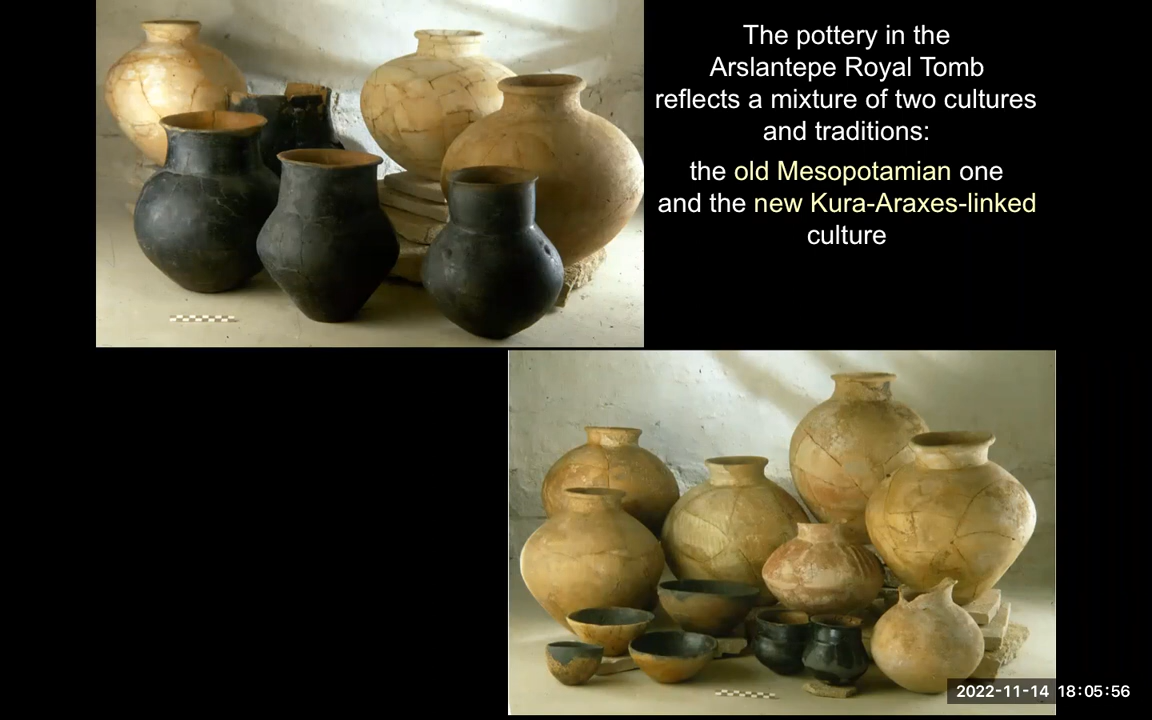 The pottery in the
Arslantepe Royal Tomb
reflects a mixture of two cultures
and traditions:
the old Mesopotamian one
and the new Kura-Araxes-linked
culture
2022-11-14 18:05:56